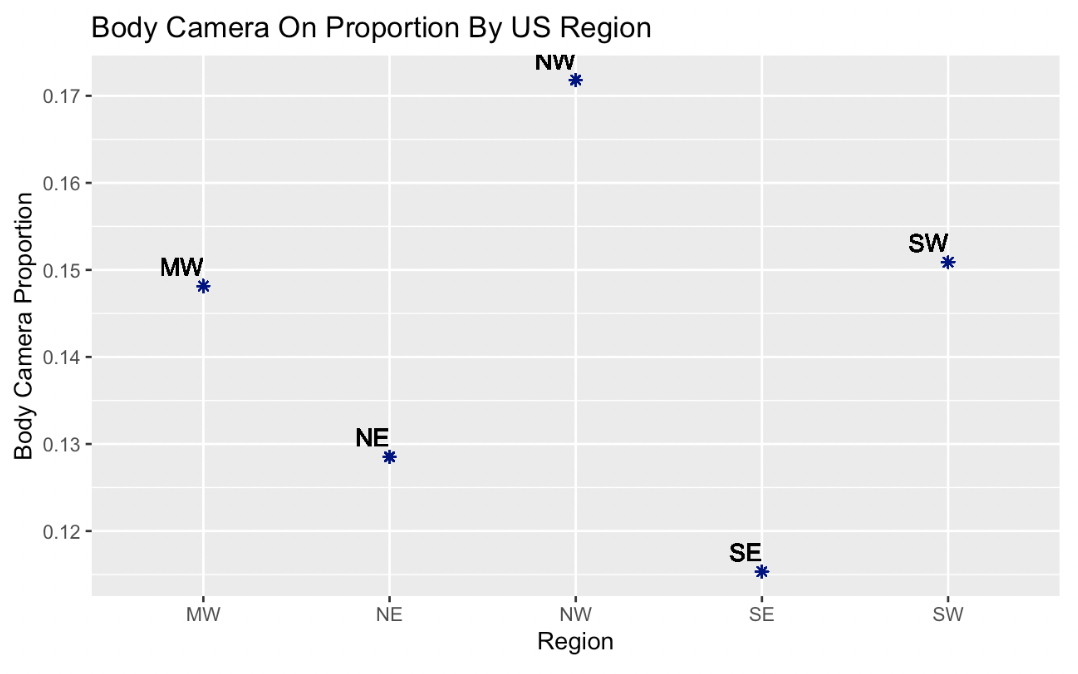 Body Camera On Proportion By US Region
Body Camera Proportion
0.17
0.16
0.15
0.14
0.13
0.12
NW
SW
MW
NE
SE
MW NE NW SE SW
Region